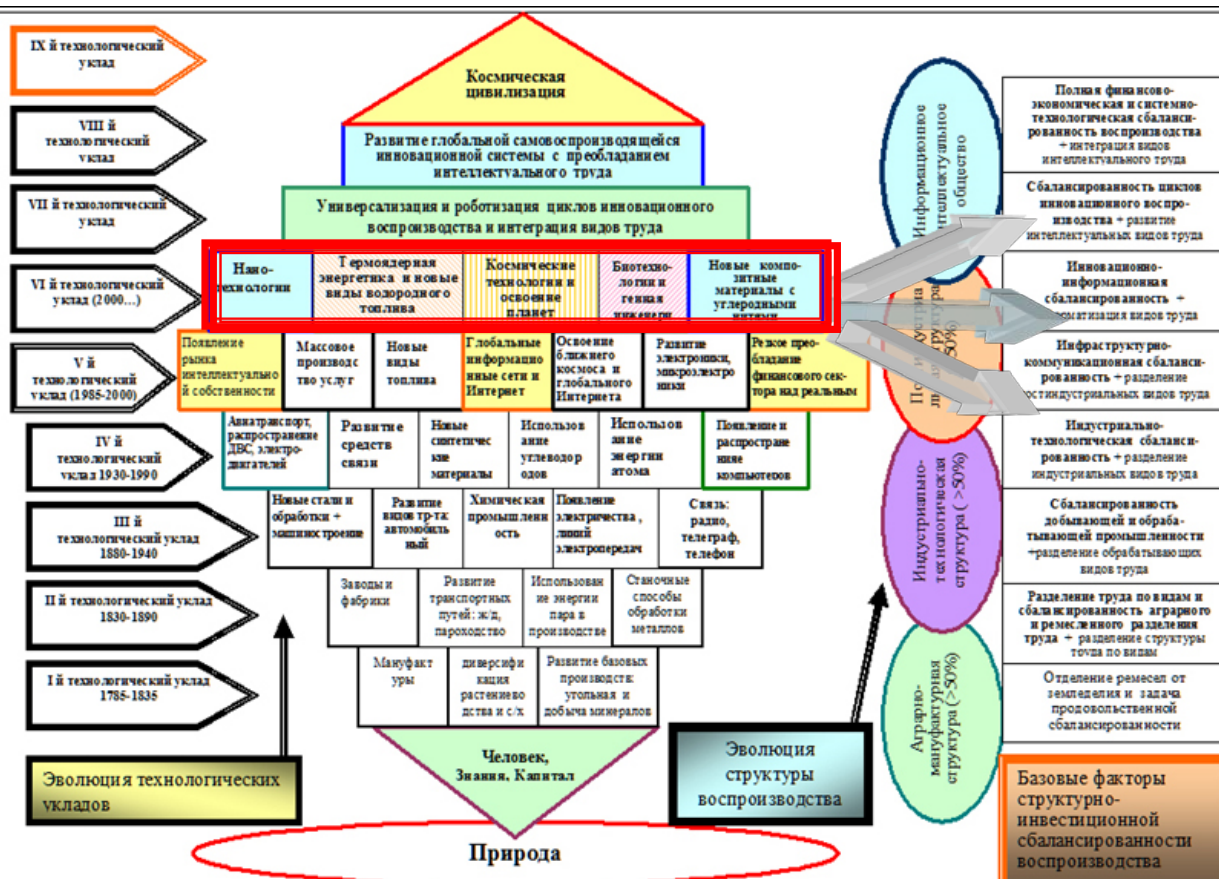 IX й технологический
уклад
VIII й
технологический
уклад
VII й технологический
уклад
VI й технологический
уклад (2000...)
V й
технологический
уклад (1985-2000)
IV й
технологический
уклад 1930-1990
III й
технологический уклад
1880-1940
II й технологический уклад
1830-1890
I й технологический уклад
1785-1835
Эволюция технологических
укладов
Космическая
цивилизация
Развитие глобальной самовоспроизводящейся
инновационной системы с преобладанием
интеллектуального труда
Универсализация и роботизация циклов инновационного
воспроизводства и интеграция видов труда
Нано-
технологии
Термоядерная
энергетика и новые
виды водородного
топлива
Космические
технологии и
освоение
планет
Биотехно-
логии и
генная
инженери
Новые компо-
зитные
материалы с
углеродными
нитями
Появление
рынка
интеллектуально
й собственности
Массовое
производс
тво услуг
Новые
виды
топлива
Глобальные
информацио
нные сети и
Интернет
Освоение
ближнего
космоса и
глобального
Интернета
Развитие
электроники,
микроэлектро
ники
Резкое прео-
бладание
финансового сек-
тора над реальным
Авиатранспорт,
распространение
ДВС, электро-
двигателей
Развитие
средств
связи
Новые
синтетичес
кие
материалы
Использов
ание
углеводор
одов
Использов
ание
энергии
атома
Появление и
распростране
ние
компьютеров
Новые стали и
обработки +
машиностроение
Развитие
видов тр-та:
автомобиль
ный
Химическая
промышленн
ость
Появление
электричества ,
линий
электропередач
Связь:
радио,
телеграф,
телефон
Заводы и
фабрики
Развитие
транспортных
путей: ж/д,
пароходство
Использован
ие энергии
пара в
производстве
Станочные
способы
обработки
металлов
Мануфакт
уры
диверсифи
кация
растениево
дства и с/х
Развитие базовых
производств:
угольная и
добыча минералов
Человек,
Знания, Капитал
Природа
Эволюция
структуры
воспроизводства
Информационное
общество
Индустриально-
технологическая
структура ( >50%)
Аграрно-
мануфактурная
структура (>50%)
Полная финансово-
экономическая и системно-
технологическая сбаланси-
рованность воспроизводства
+ интеграция видов
интеллектуального труда
Сбалансированность циклов
инновационного воспро-
изводства + развитие
интеллектуальных видов труда
Инновационно-
информационная
сбалансированность +
видов труда
Инфраструктурно-
коммуникационная сбаланси-
рованность + разделение
постиндустриальных видов труда
Индустриально-
технологическая сбаланси-
рованность + разделение
индустриальных видов труда
Сбалансированность
добывающей и обраба-
тывающей промышленности
+разделение обрабатывающих
видов труда
Разделение труда по видам и
сбалансированность аграрного
и ремесленного разделения
труда + разделение структуры
труда по видам
Отделение ремесел от
земледелия и задача
продовольственной
сбалансированности
Базовые факторы
структурно-
инвестиционной
сбалансированности
воспроизводства